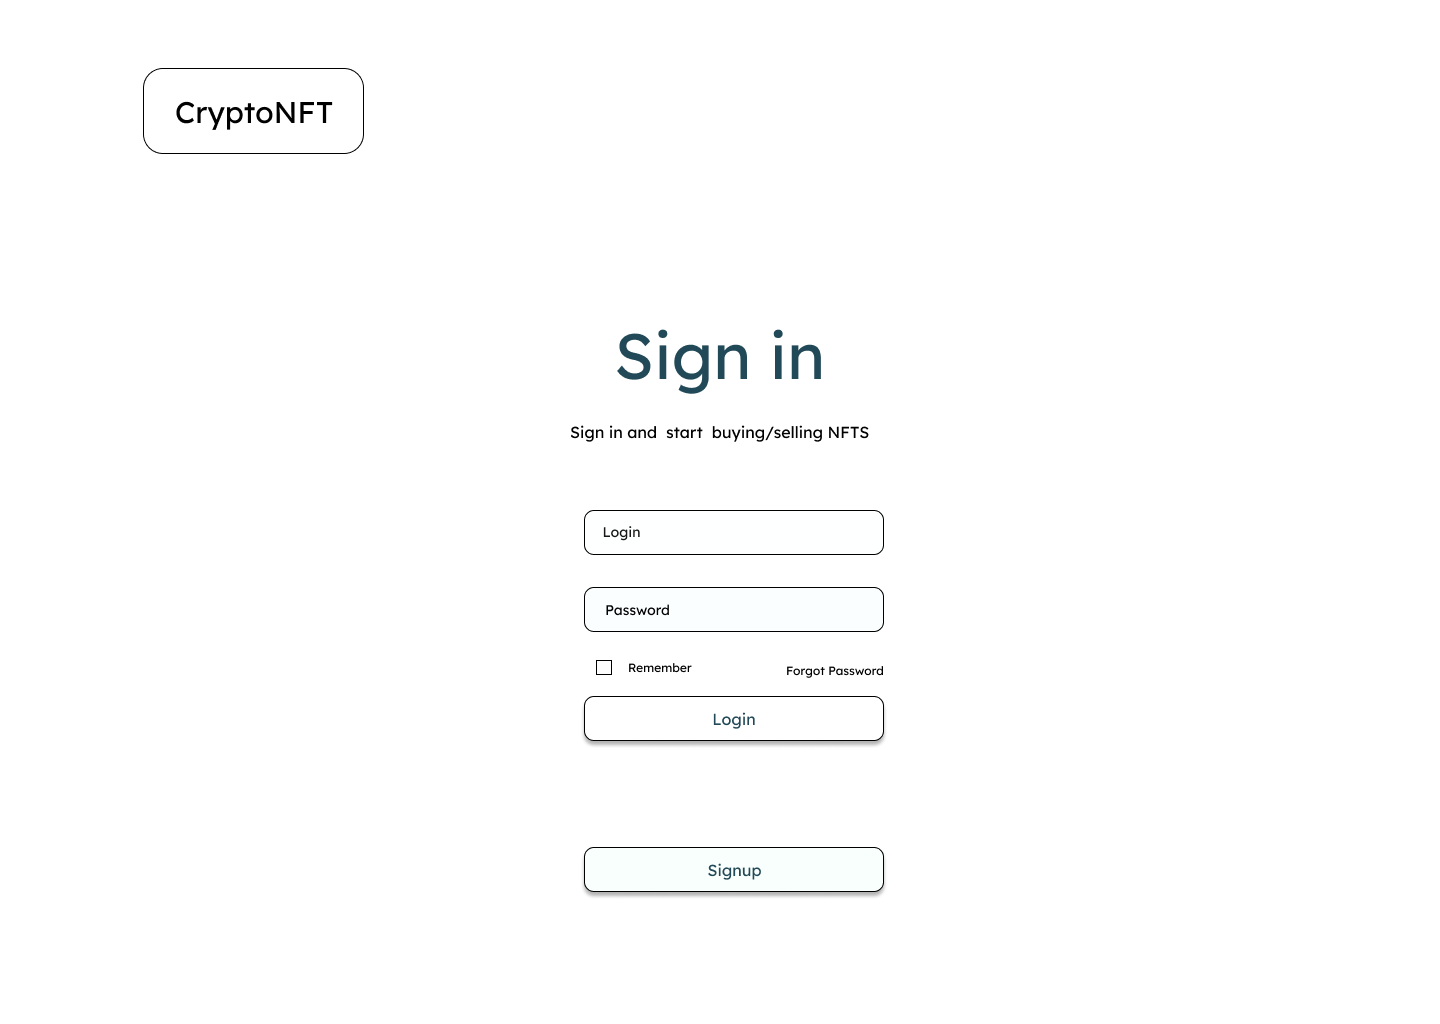 CryptoNFT
Sign in
Sign in and  start  buying/selling NFTS
Login
Password
Remember
Forgot Password
Login
Signup